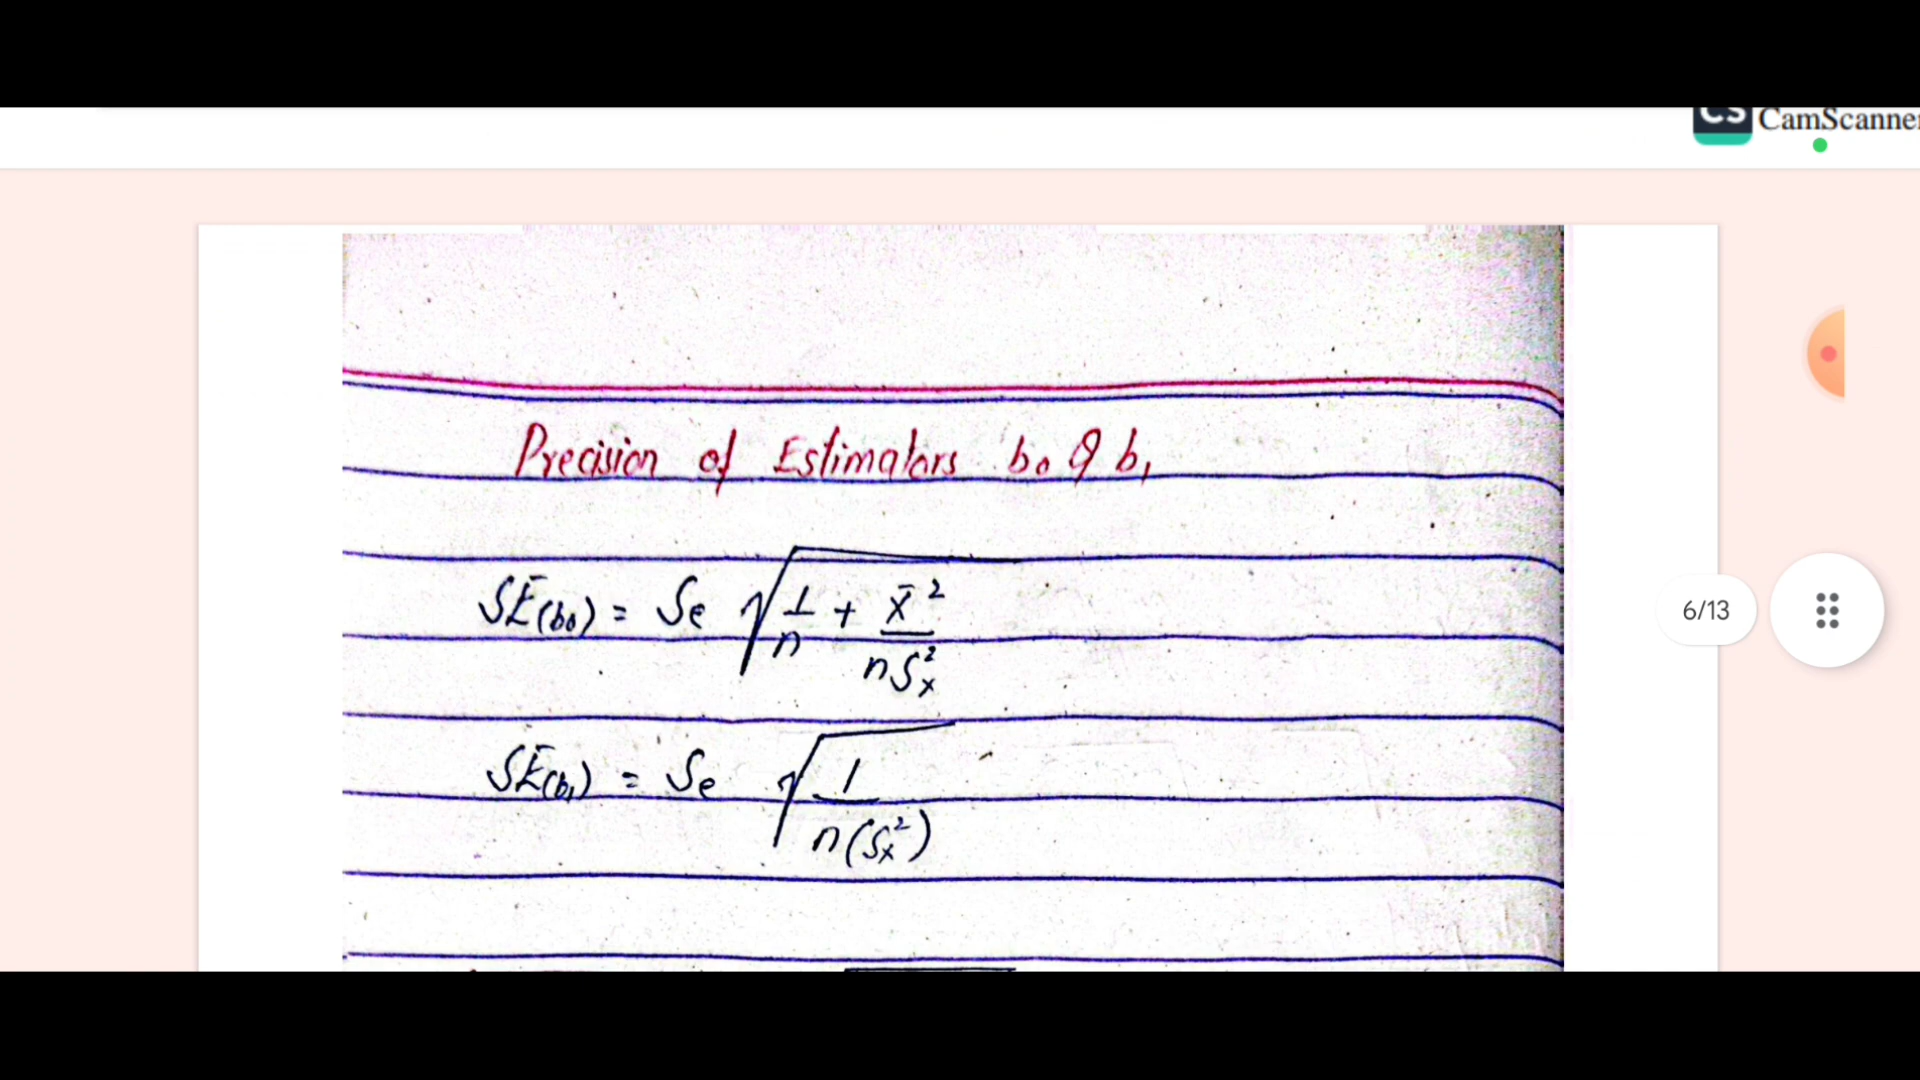 CS CamScanner
Precision of Estimators b₀ & b₁
SE(b₀) = Se √(1/n + x̄²/nSx²)
6/13
SE(b₁) = Se √(1/n(Sx²))